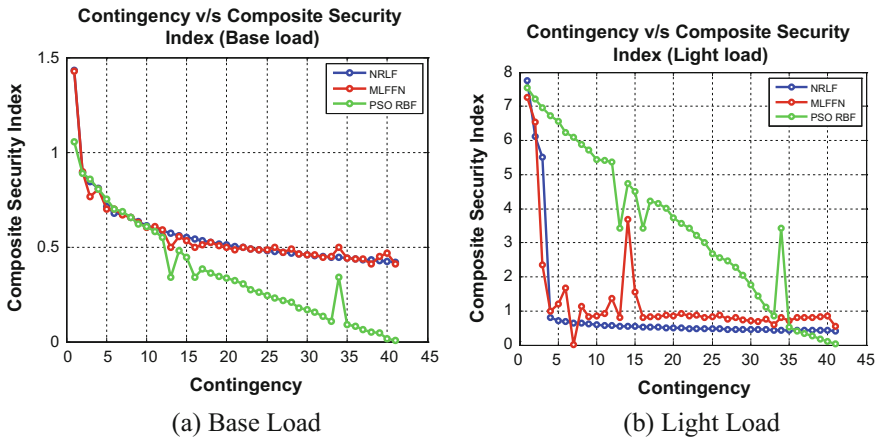 Contingency v/s Composite Security
Index (Base load)
1.5
1
0.5
0
0 5 10 15 20 25 30 35 40 45
Composite Security Index
Contingency
NRLF
MLFFN
PSO RBF
(a) Base Load
Contingency v/s Composite Security
Index (Light load)
8
7
6
5
4
3
2
1
0
0 5 10 15 20 25 30 35 40 45
Composite Security Index
Contingency
NRLF
MLFFN
PSO RBF
(b) Light Load